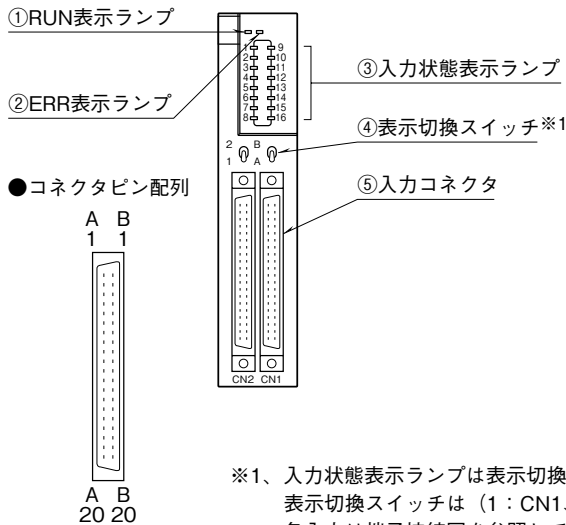 ①RUN表示ランプ
②ERR表示ランプ
1 9
2 10
3 11
4 12
5 13
6 14
7 15
8 16
③入力状態表示ランプ
④表示切換スイッチ※1
2 B
1 A
⑤入力コネクタ
CN2 CN1
●コネクタピン配列
A B
1 1
A B
20 20
※1、入力状態表示ランプは表示切換
表示切換スイッチは（1：CN1、